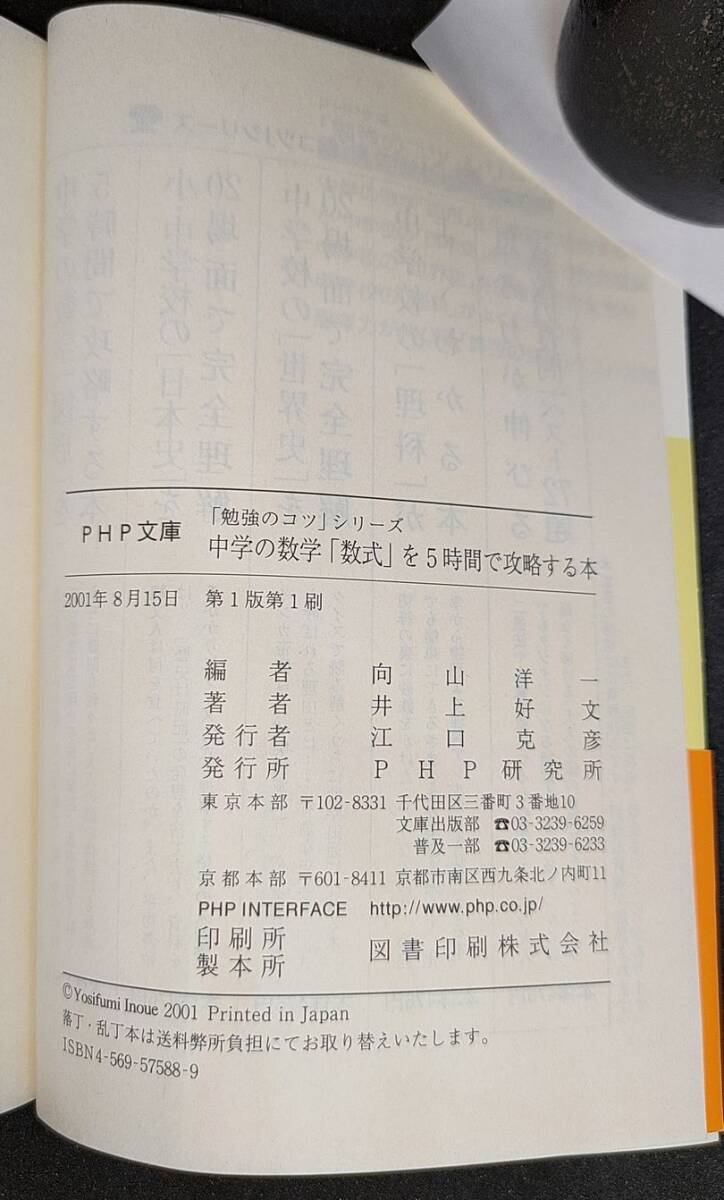 PHP文庫
「勉強のコツ」シリーズ
中学の数学「数式」を5時間で攻略する本
2001年8月15日　第1版第1刷
編者　向山洋一
著者　井上好文
発行者　江口克彦
発行所　PHP研究所
東京本部 〒102-8331 千代田区三番町3番地10
文庫出版部 ☎03-3239-6259
普及一部 ☎03-3239-6233
京都本部 〒601-8411 京都市南区西九条北ノ内町11
PHP INTERFACE http://www.php.co.jp/
印刷所
製本所　図書印刷株式会社
©Yosifumi Inoue 2001 Printed in Japan
落丁・乱丁本は送料弊所負担にてお取り替えいたします。
ISBN4-569-57588-9